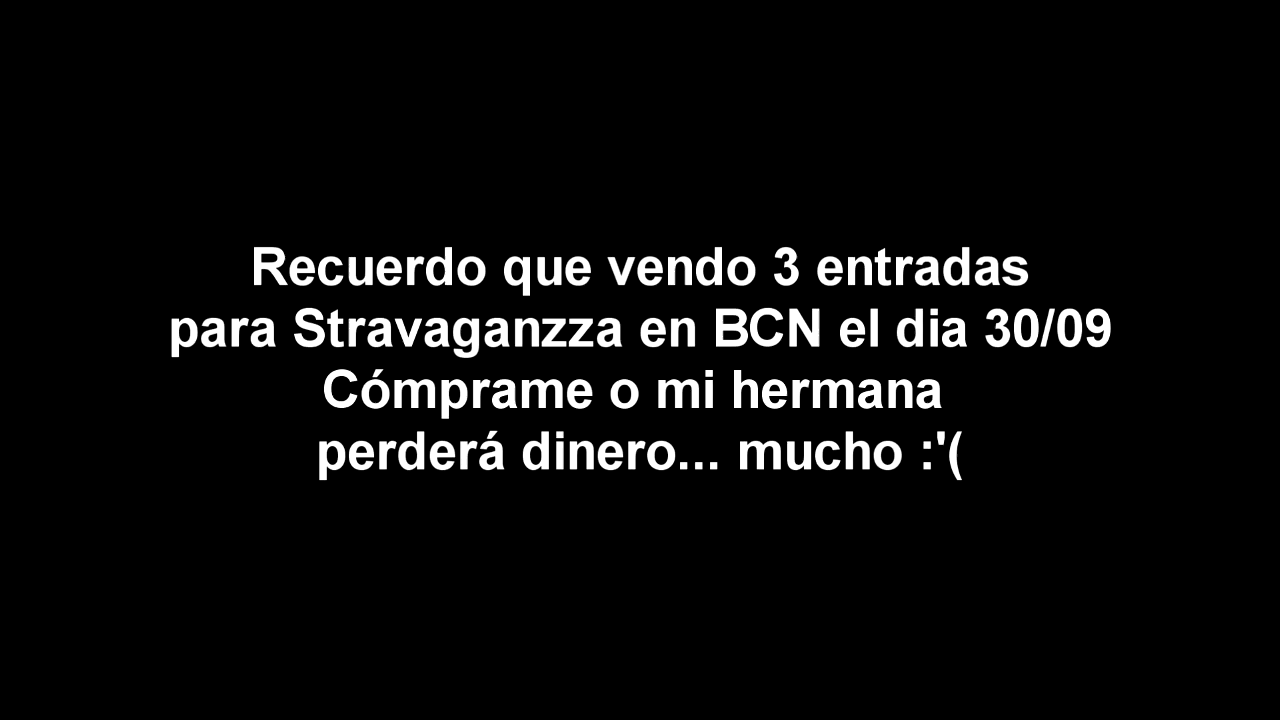 Recuerdo que vendo 3 entradas
para Stravaganzza en BCN el dia 30/09
Cómprame o mi hermana
perderá dinero... mucho :'(